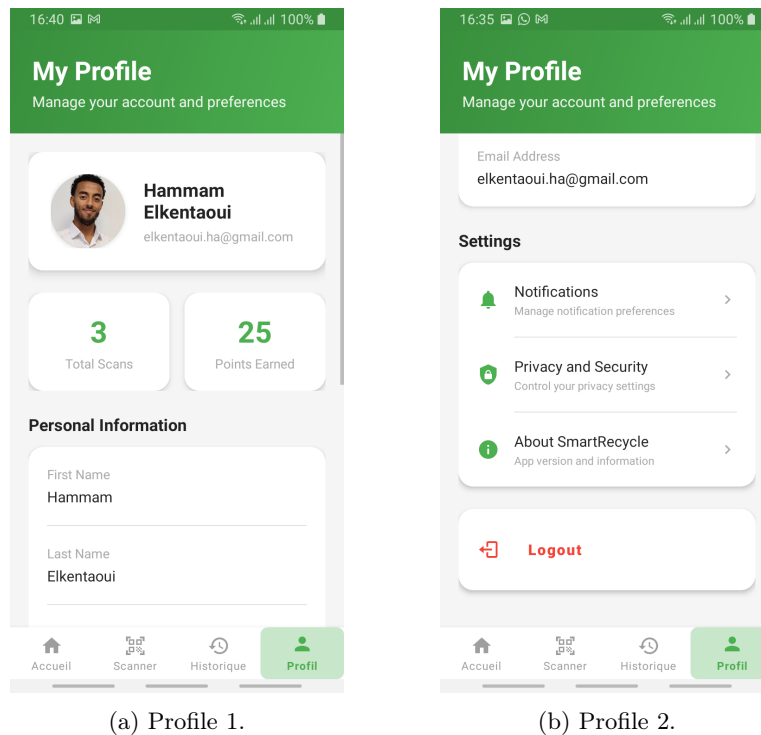 16:40 100%
My Profile
Manage your account and preferences
Hammam
Elkentaoui
elkentaoui.ha@gmail.com
3
Total Scans
25
Points Earned
Personal Information
First Name
Hammam
Last Name
Elkentaoui
Accueil Scanner Historique Profil
(a) Profile 1.
16:35 100%
My Profile
Manage your account and preferences
Email Address
elkentaoui.ha@gmail.com
Settings
Notifications
Manage notification preferences
Privacy and Security
Control your privacy settings
About SmartRecycle
App version and information
Logout
Accueil Scanner Historique Profil
(b) Profile 2.